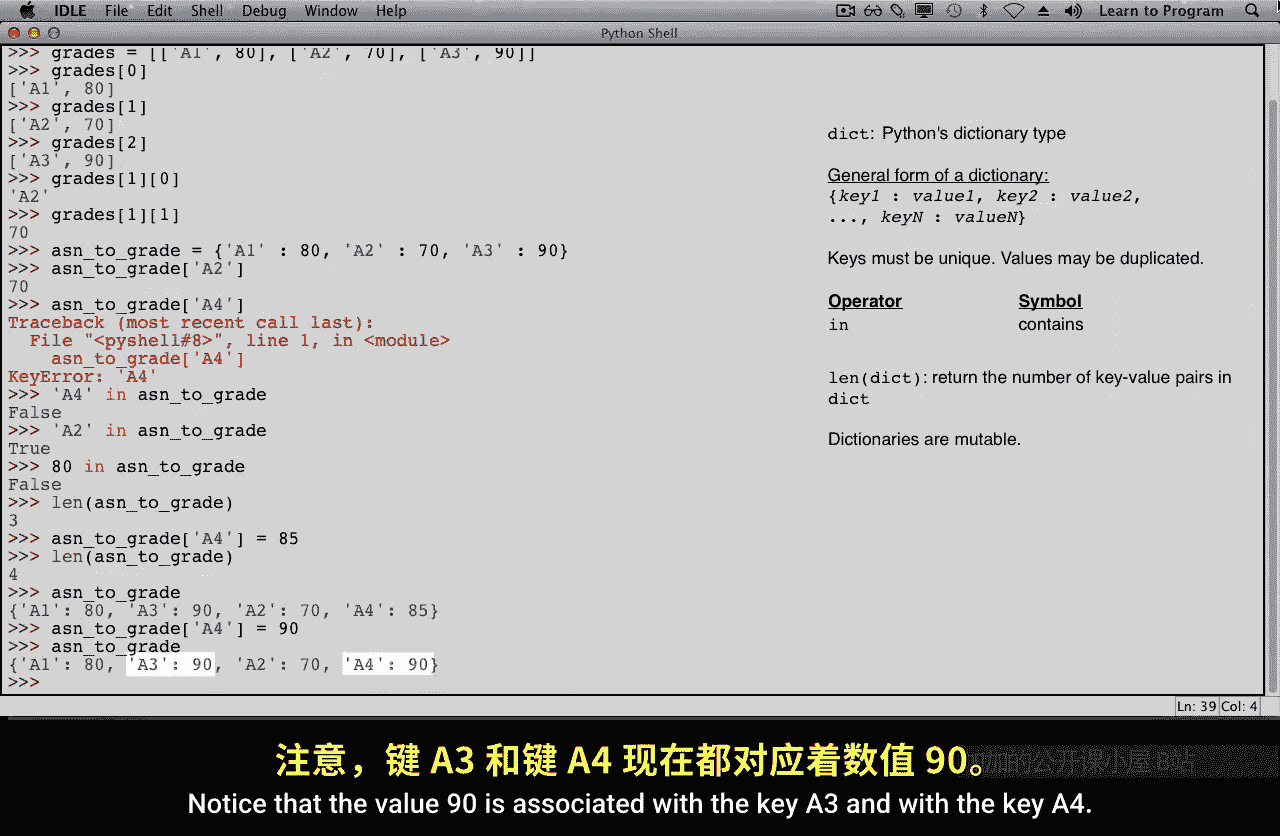 IDLE File Edit Shell Debug Window Help Learn to Program
Python Shell
>>> grades = [['A1', 80], ['A2', 70], ['A3', 90]]
>>> grades[0]
['A1', 80]
>>> grades[1]
['A2', 70]
>>> grades[2]
['A3', 90]
>>> grades[1][0]
'A2'
>>> grades[1][1]
70
>>> asn_to_grade = {'A1' : 80, 'A2' : 70, 'A3' : 90}
>>> asn_to_grade['A2']
70
>>> asn_to_grade['A4']
Traceback (most recent call last):
File "<pyshell#8>", line 1, in <module>
asn_to_grade['A4']
KeyError: 'A4'
>>> 'A4' in asn_to_grade
False
>>> 'A2' in asn_to_grade
True
>>> 80 in asn_to_grade
False
>>> len(asn_to_grade)
3
>>> asn_to_grade['A4'] = 85
>>> len(asn_to_grade)
4
>>> asn_to_grade
{'A1': 80, 'A3': 90, 'A2': 70, 'A4': 85}
>>> asn_to_grade['A4'] = 90
>>> asn_to_grade
{'A1': 80, 'A3': 90, 'A2': 70, 'A4': 90}
>>>
dict: Python's dictionary type
General form of a dictionary:
{key1 : value1, key2 : value2,
..., keyN : valueN}
Keys must be unique. Values may be duplicated.
Operator Symbol
in contains
len(dict): return the number of key-value pairs in
dict
Dictionaries are mutable.
Ln: 39 Col: 4
注意，键 A3 和键 A4 现在都对应着数值 90。
的公开课小屋 B站
Notice that the value 90 is associated with the key A3 and with the key A4.